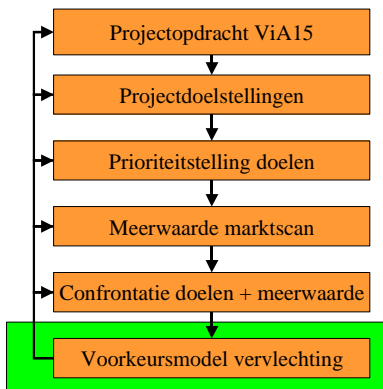 Projectopdracht ViA15
Projectdoelstellingen
Prioriteitstelling doelen
Meerwaarde marktscan
Confrontatie doelen + meerwaarde
Voorkeursmodel vervlechting